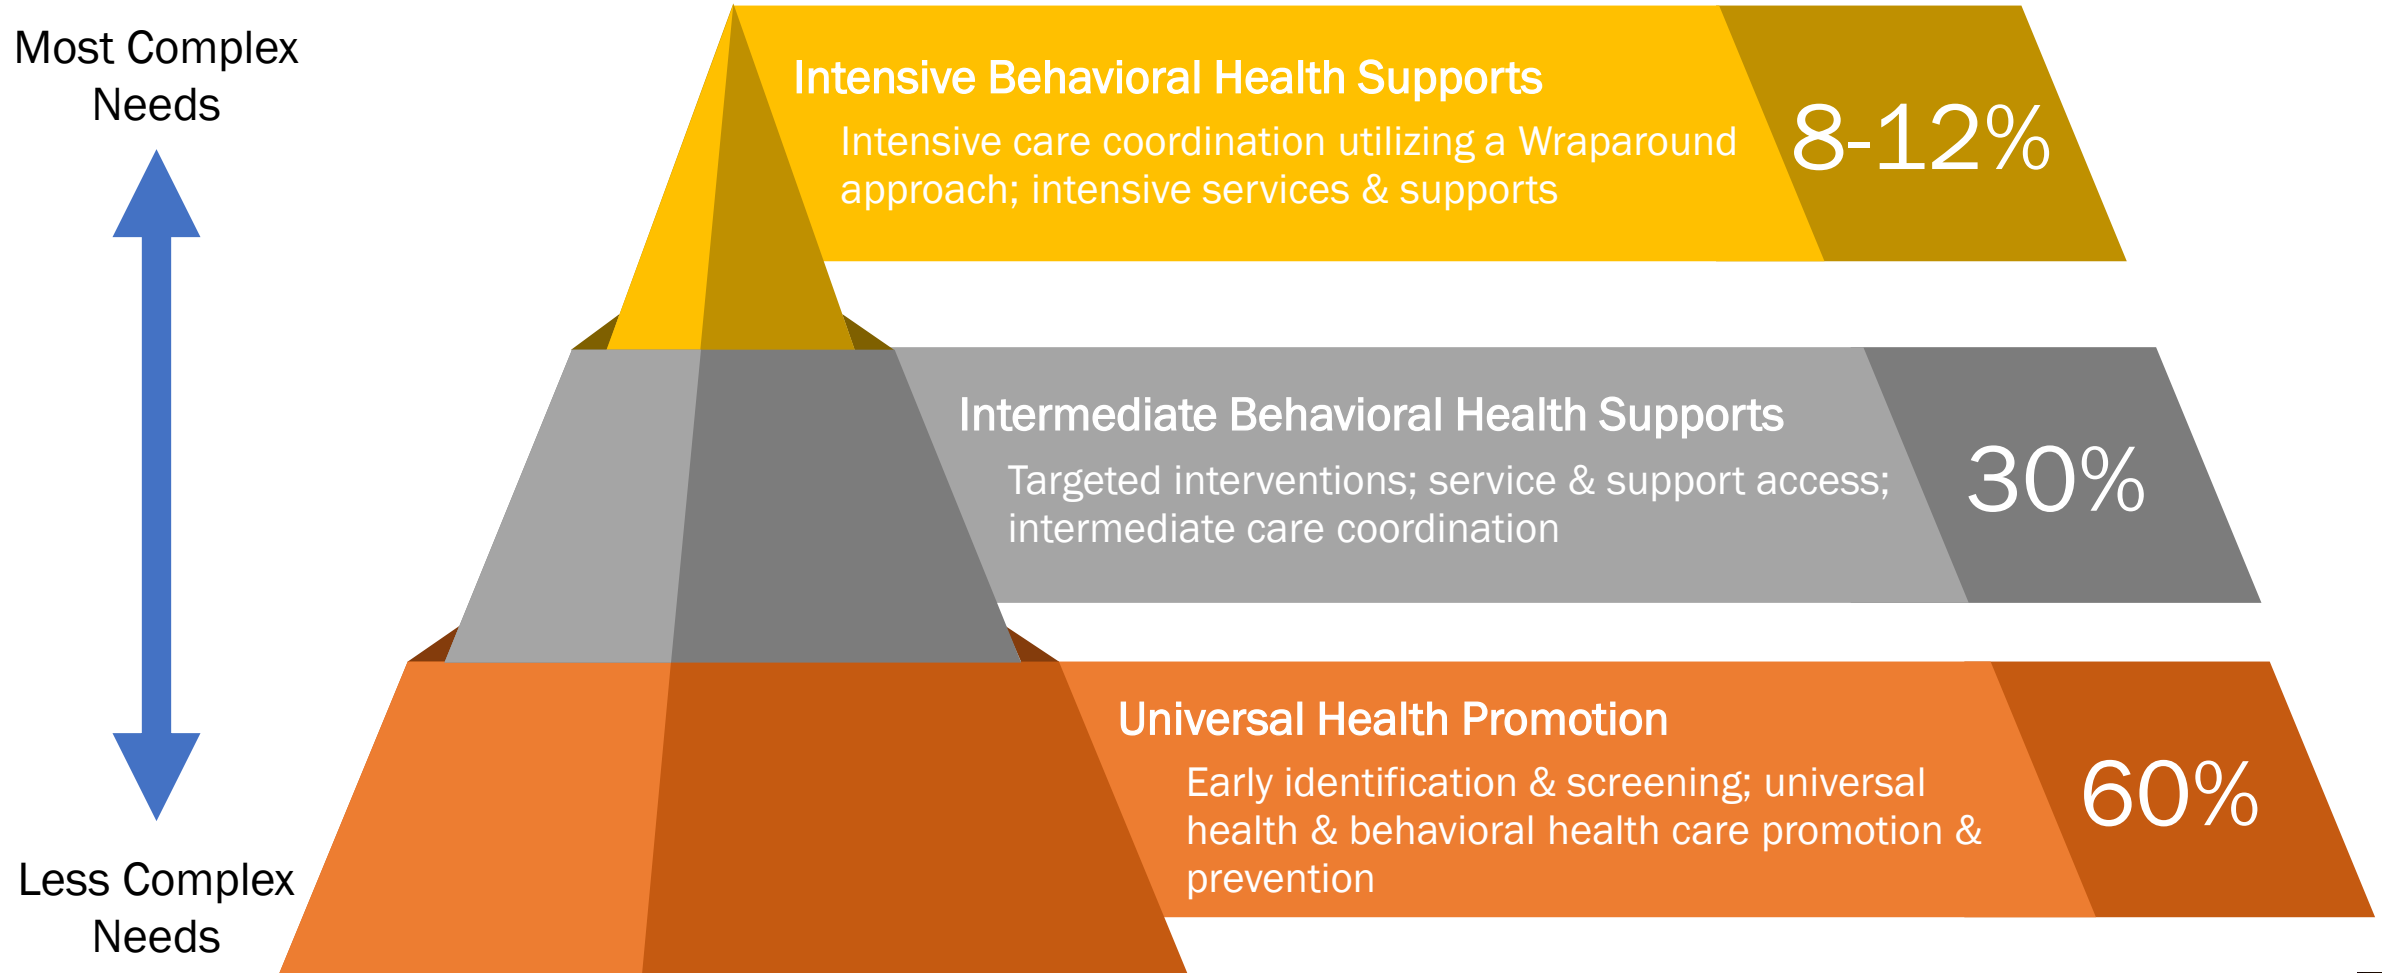 Most Complex
Needs
Intensive Behavioral Health Supports
Intensive care coordination utilizing a Wraparound
approach; intensive services & supports
8-12%
Intermediate Behavioral Health Supports
Targeted interventions; service & support access;
intermediate care coordination
30%
Universal Health Promotion
Early identification & screening; universal
health & behavioral health care promotion &
prevention
60%
Less Complex
Needs